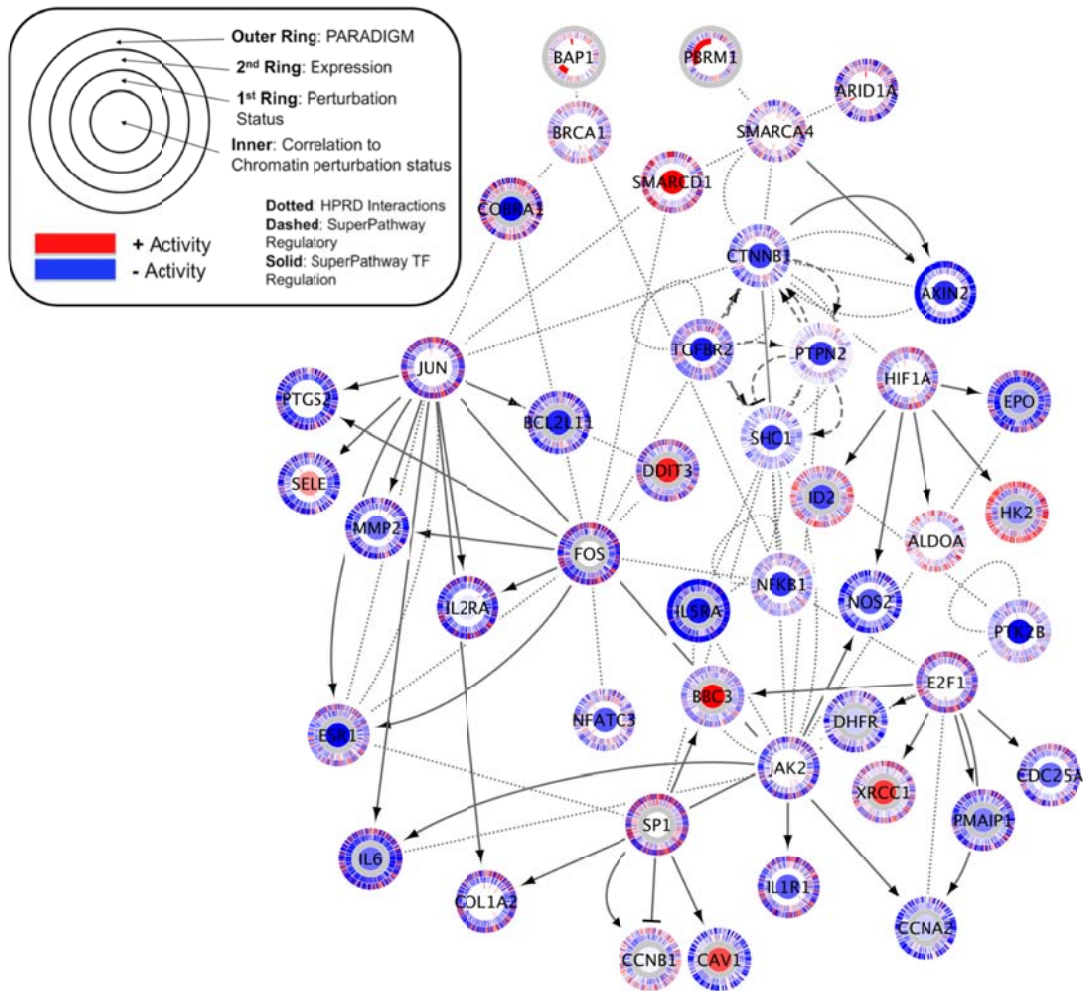 Outer Ring: PARADIGM
2nd Ring: Expression
1st Ring: Perturbation
Status
Inner: Correlation to
Chromatin perturbation status
Dotted: HPRD Interactions
Dashed: SuperPathway
Regulatory
Solid: SuperPathway TF
Regulation
+ Activity
- Activity
BAP1
PBRM1
ARID1A
BRCA1
SMARCA4
SMARCD1
COBRA1
CTNNB1
AXIN2
TGFBR2
PTPN2
JUN
HIF1A
PTGS2
EPO
BCL2L11
SHC1
DDIT3
SELE
ID2
HK2
MMP2
ALDOA
FOS
NFKB1
IL2RA
IL5RA
NOS2
PTK2B
E2F1
BBC3
NFATC3
DHFR
ESR1
JAK2
CDC25A
XRCC1
SP1
PMAIP1
IL6
IL1R1
COL1A2
CCNA2
CCNB1
CAV1